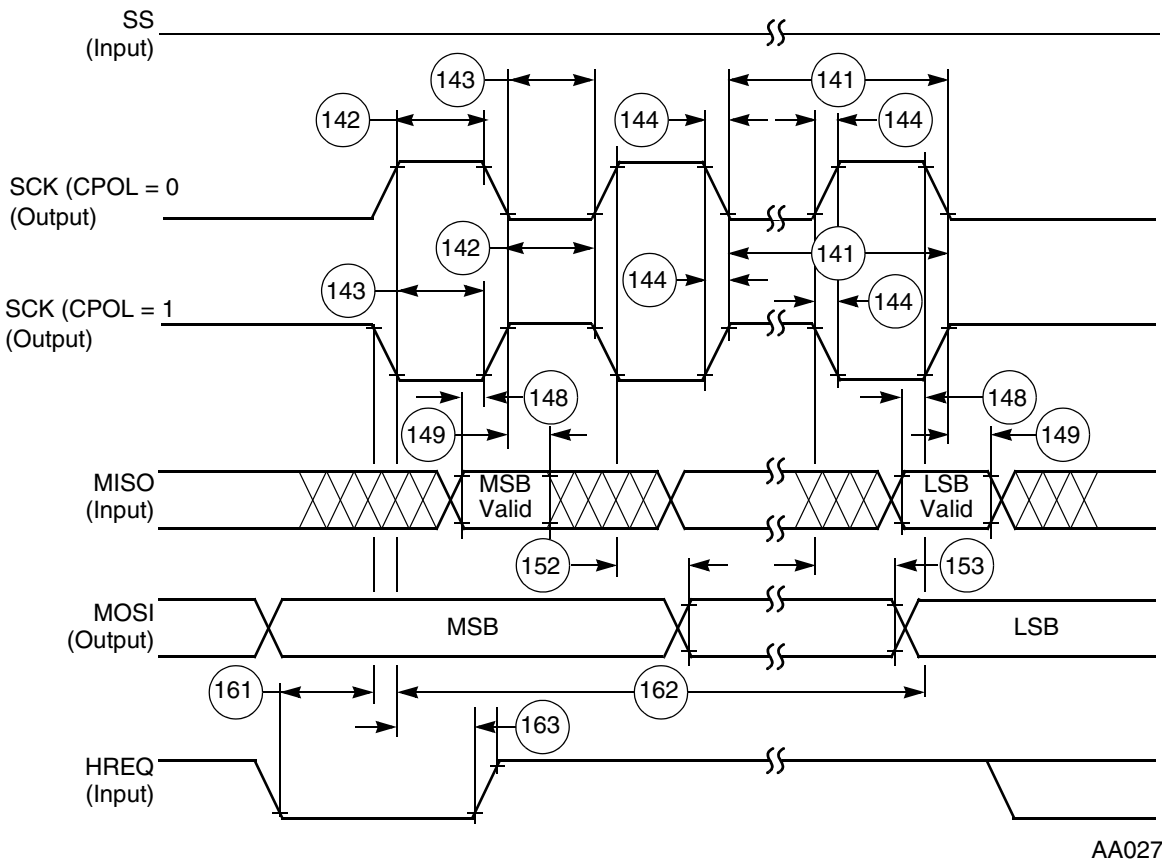 SS
(Input)
143
141
142
144
144
SCK (CPOL = 0
(Output)
142
141
144
143
144
SCK (CPOL = 1
(Output)
148
148
149
149
MISO
(Input)
MSB
Valid
LSB
Valid
152
153
MOSI
(Output)
MSB
LSB
161
162
163
HREQ
(Input)
AA027